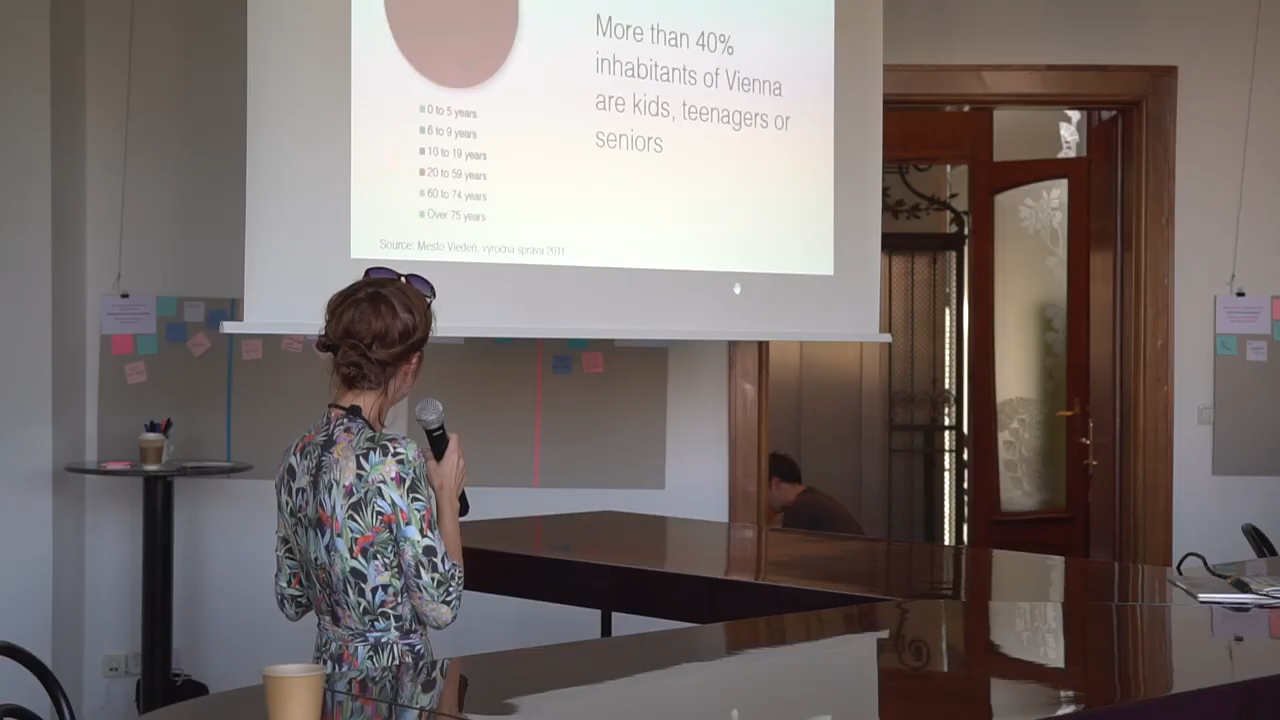 More than 40%
inhabitants of Vienna
are kids, teenagers or
seniors
0 to 5 years
6 to 9 years
10 to 19 years
20 to 59 years
60 to 74 years
Over 75 years
Source: Mesto Viedeň, výročná správa 2011